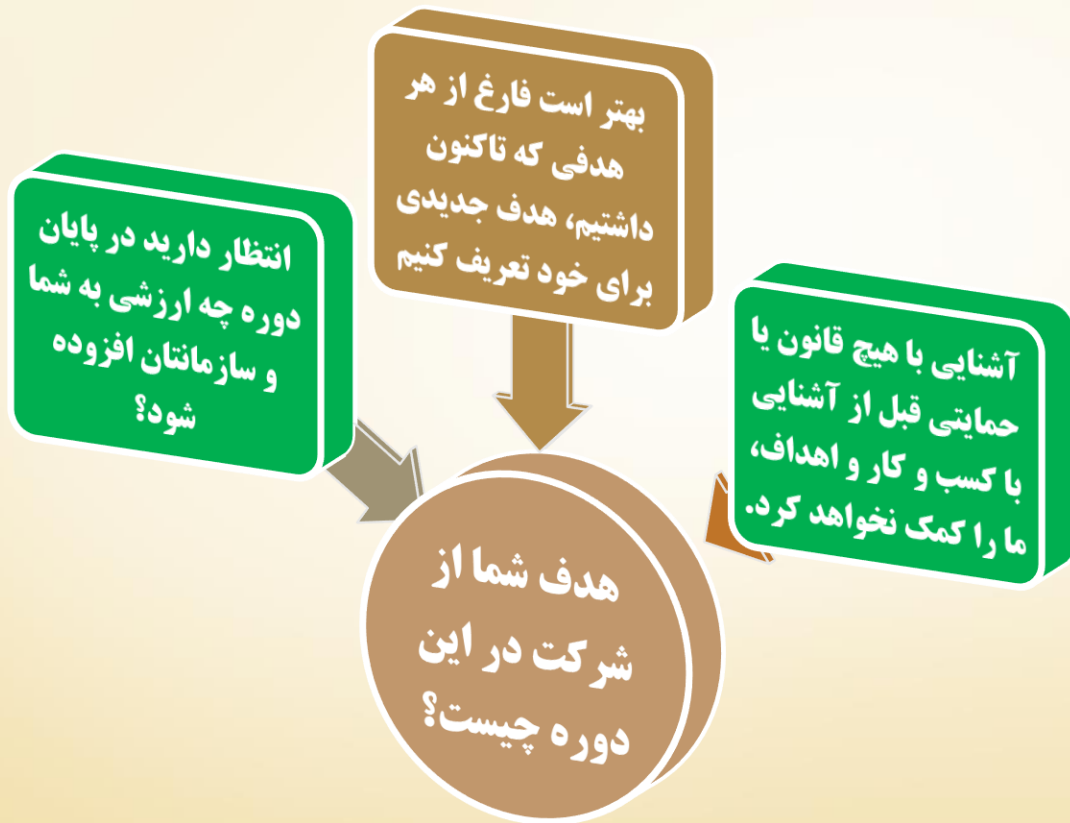 بهتر است فارغ از هر
هدفی که تاکنون
داشتیم، هدف جدیدی
برای خود تعریف کنیم
آشنایی با هیچ قانون یا
حمایتی قبل از آشنایی
با کسب و کار و اهداف،
ما را کمک نخواهد کرد.
انتظار دارید در پایان
دوره چه ارزشی به شما
و سازمانتان افزوده
شود؟
هدف شما از
شرکت در این
دوره چیست؟